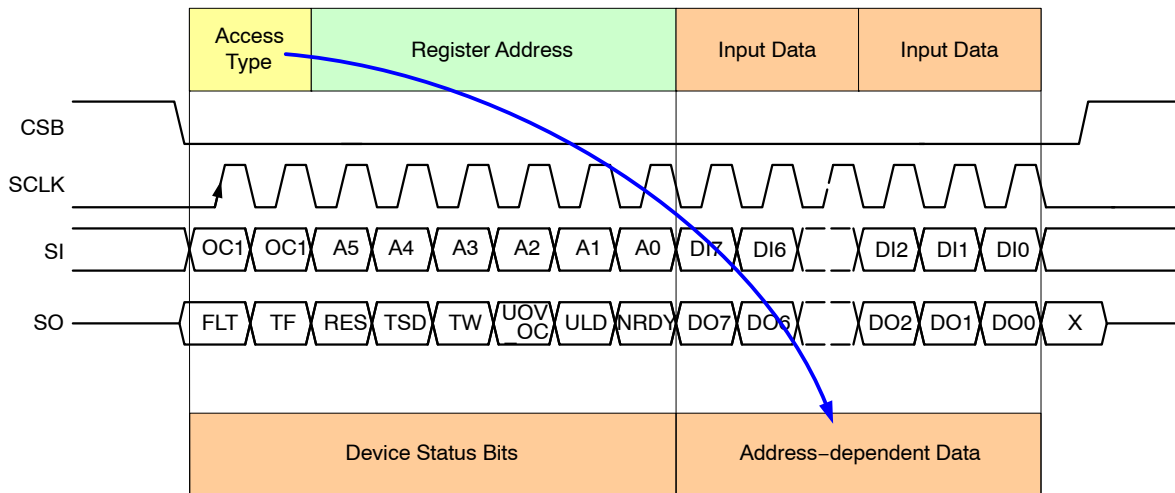 Access
Type
Register Address
Input Data
Input Data
CSB
SCLK
SI
OC1 OC1 A5 A4 A3 A2 A1 A0 DI7 DI6 DI2 DI1 DI0
SO
FLT TF RES TSD TW UOV
_OC ULD NRDY DO7 DO6 DO2 DO1 DO0 X
Device Status Bits
Address−dependent Data